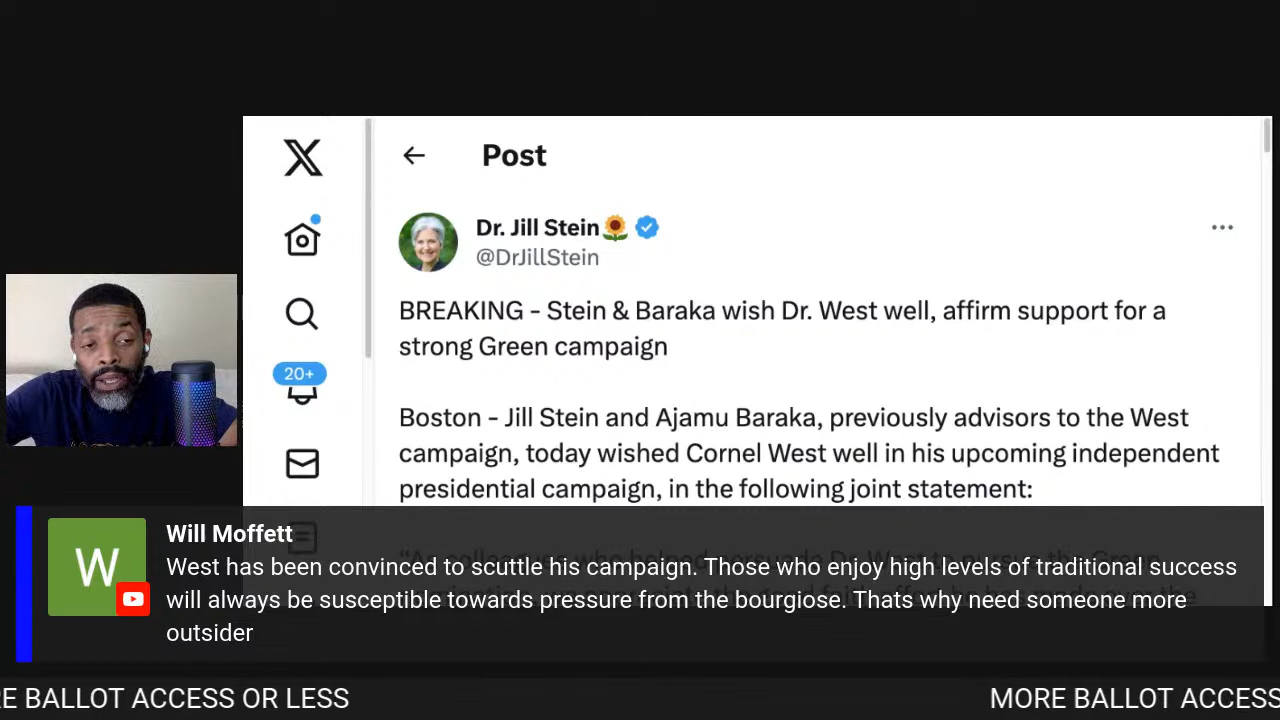 Post
Dr. Jill Stein🌻
@DrJillStein
BREAKING - Stein & Baraka wish Dr. West well, affirm support for a
strong Green campaign
20+
Boston - Jill Stein and Ajamu Baraka, previously advisors to the West
campaign, today wished Cornel West well in his upcoming independent
presidential campaign, in the following joint statement:
W
Will Moffett
West has been convinced to scuttle his campaign. Those who enjoy high levels of traditional success
will always be susceptible towards pressure from the bourgiose. Thats why need someone more
outsider
RE BALLOT ACCESS OR LESS
MORE BALLOT ACCESS